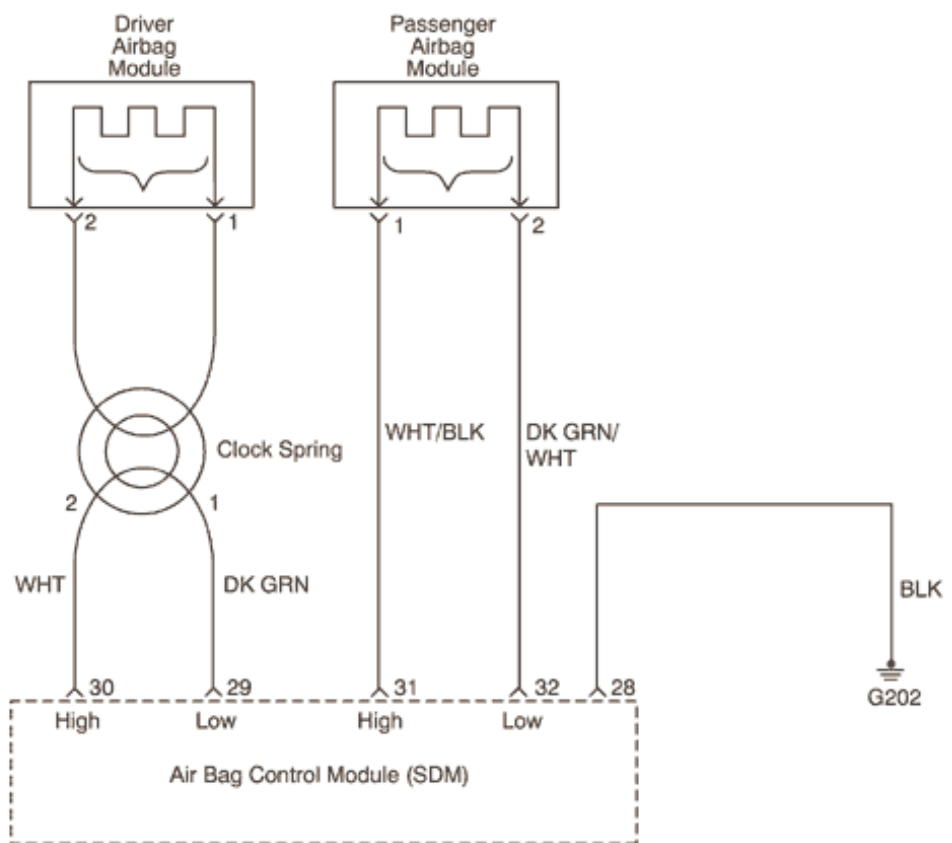 Driver
Airbag
Module
Passenger
Airbag
Module
2
1
1
2
Clock Spring
WHT/BLK
DK GRN/
WHT
2
1
WHT
DK GRN
BLK
30
29
31
32
28
G202
High
Low
High
Low
Air Bag Control Module (SDM)